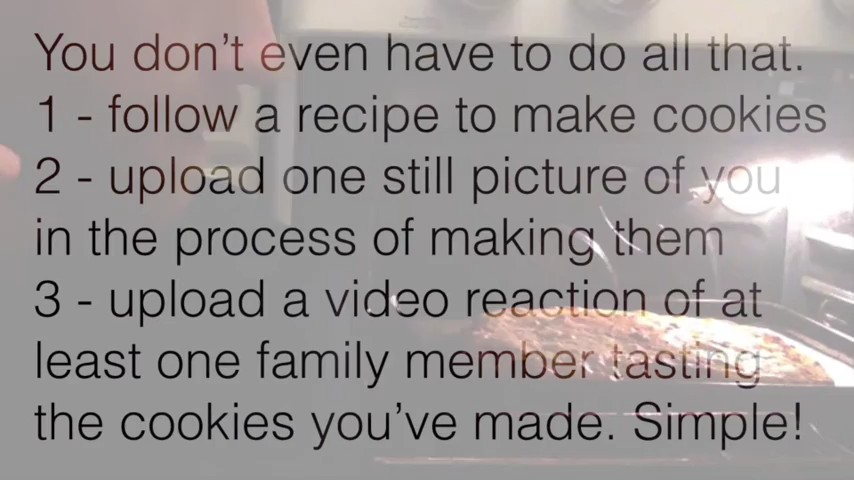 You don't even have to do all that.
1 - follow a recipe to make cookies
2 - upload one still picture of you
in the process of making them
3 - upload a video reaction of at
least one family member tasting
the cookies you've made. Simple!